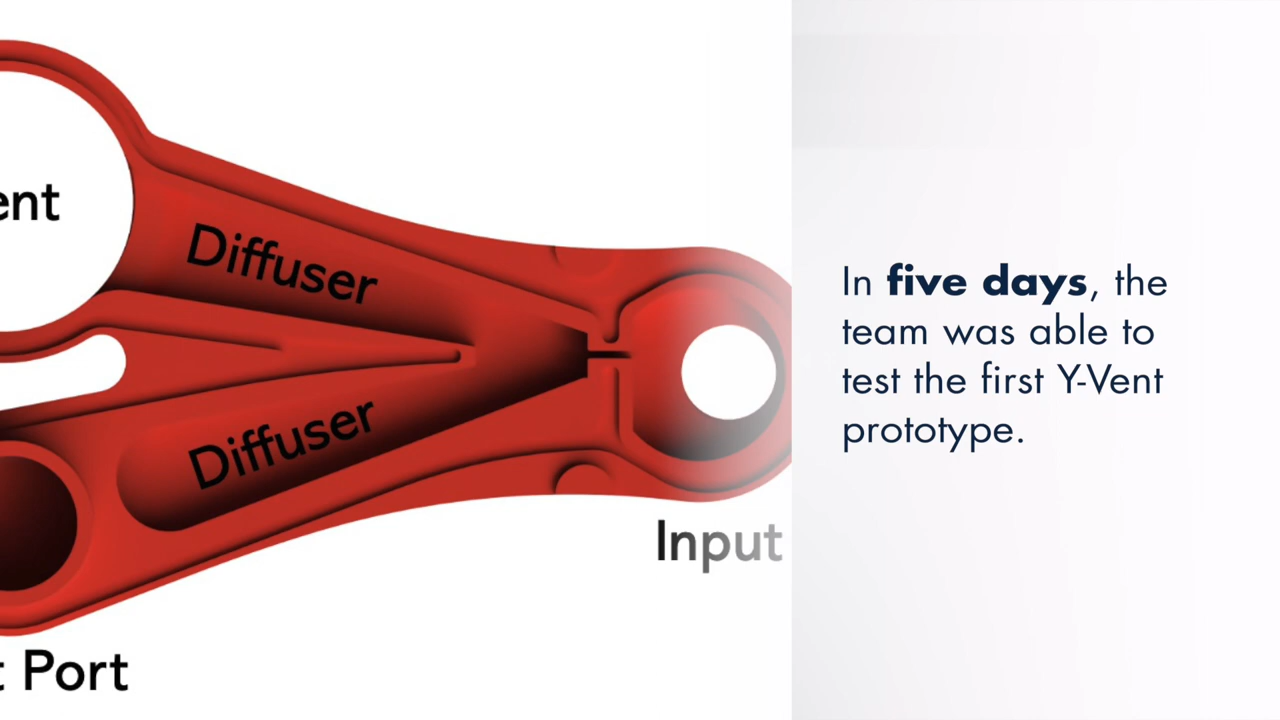 ent
Diffuser
Diffuser
Input
t Port
In five days, the
team was able to
test the first Y-Vent
prototype.